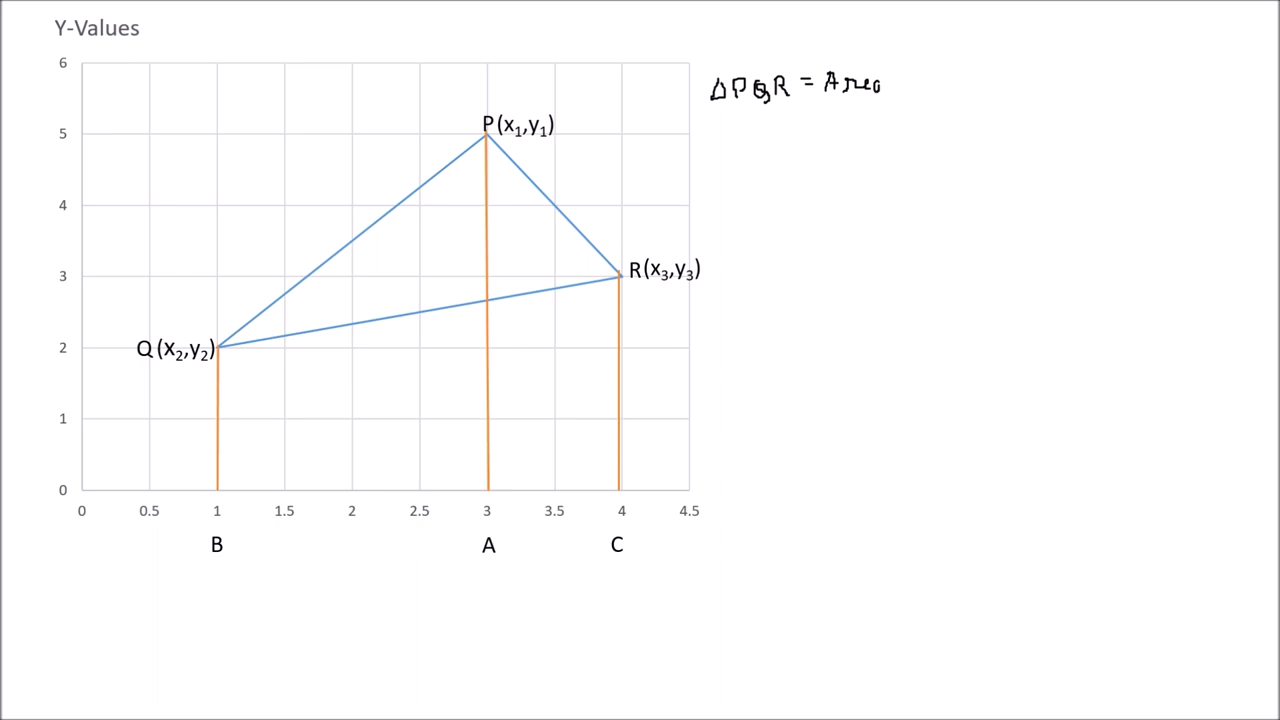 Y-Values
6
ΔPQR = Area
P(x₁,y₁)
5
4
R(x₃,y₃)
3
Q(x₂,y₂)
2
1
0
0 0.5 1 1.5 2 2.5 3 3.5 4 4.5
B A C